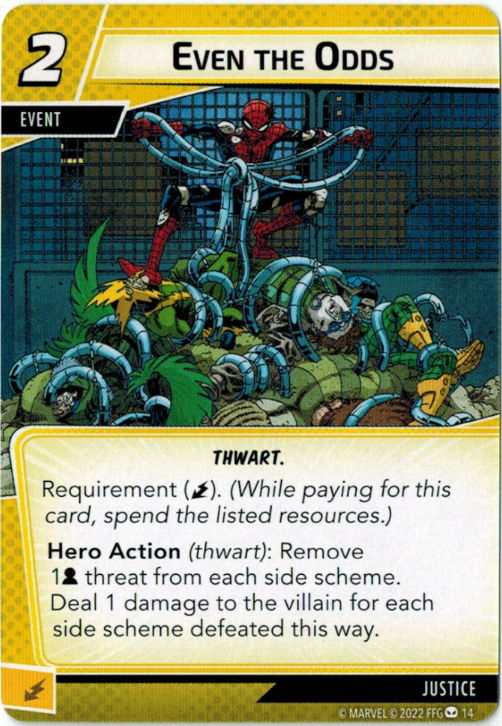 2
EVEN THE ODDS
EVENT
THWART.
Requirement ( ). (While paying for this
card, spend the listed resources.)
Hero Action (thwart): Remove
1 threat from each side scheme.
Deal 1 damage to the villain for each
side scheme defeated this way.
JUSTICE
© MARVEL © 2022 FFG 14